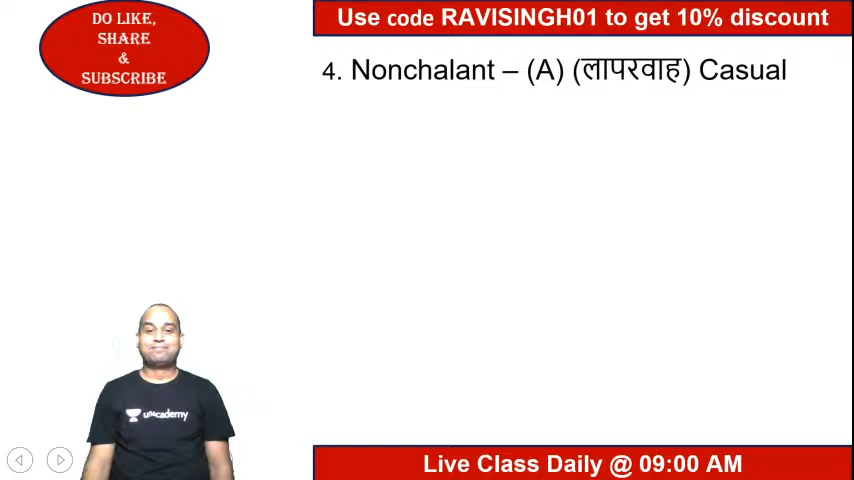 DO LIKE,
SHARE
&
SUBSCRIBE
Use code RAVISINGH01 to get 10% discount
4. Nonchalant – (A) (लापरवाह) Casual
unacademy
Live Class Daily @ 09:00 AM